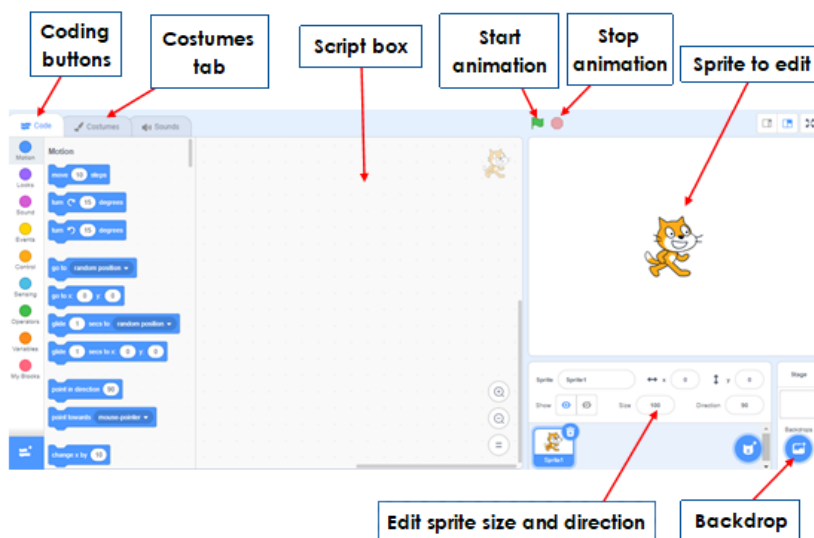 Coding
buttons
Costumes
tab
Script box
Start
animation
Stop
animation
Sprite to edit
Code
Costumes
Sounds
Motion
Looks
Sound
Events
Control
Sensing
Operators
Variables
My Blocks
Motion
move 10 steps
turn 15 degrees
turn 15 degrees
go to random position
go to x: 0 y: 0
glide 1 secs to random position
glide 1 secs to x: 0 y: 0
point in direction 90
point towards mouse-pointer
change x by 10
Sprite Sprite1 x 0 y 0
Show Size 100 Direction 90
Sprite1
Stage
Backdrops
Edit sprite size and direction
Backdrop